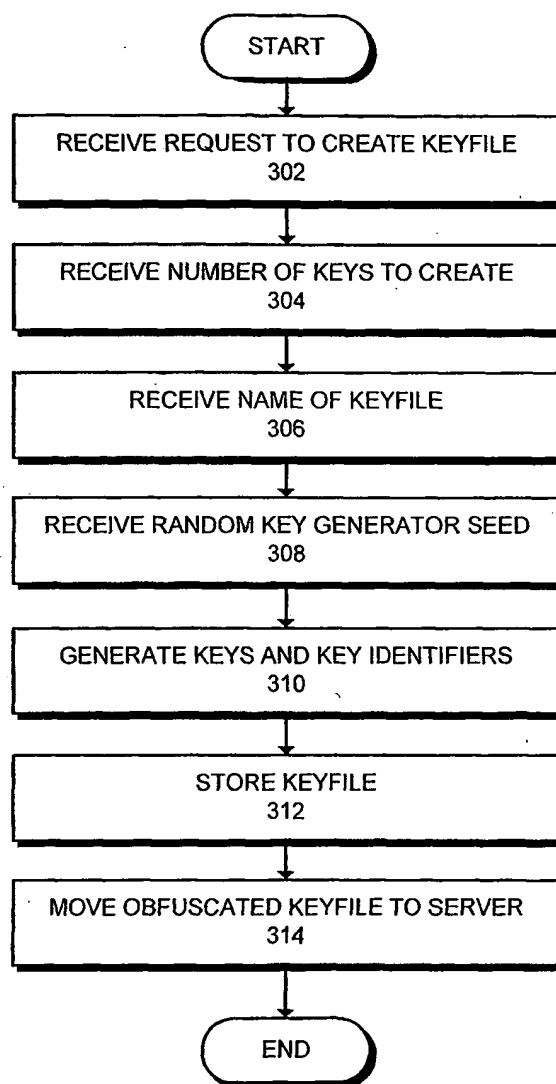 START
RECEIVE REQUEST TO CREATE KEYFILE
302
RECEIVE NUMBER OF KEYS TO CREATE
304
RECEIVE NAME OF KEYFILE
306
RECEIVE RANDOM KEY GENERATOR SEED
308
GENERATE KEYS AND KEY IDENTIFIERS
310
STORE KEYFILE
312
MOVE OBFUSCATED KEYFILE TO SERVER
314
END